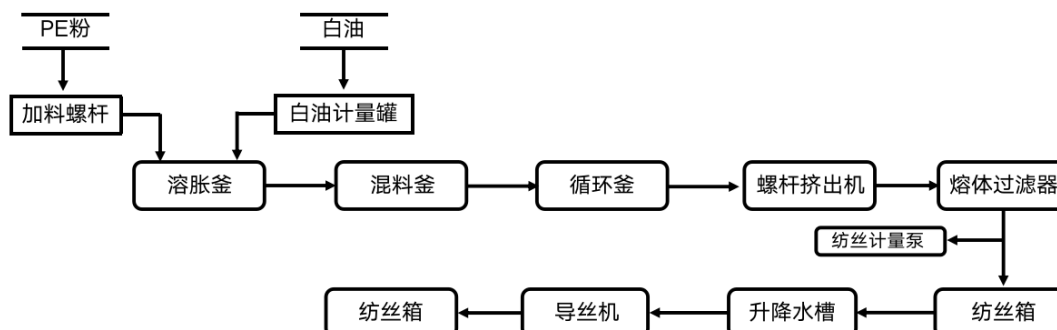 PE粉
白油
加料螺杆
白油计量罐
溶胀釜
混料釜
循环釜
螺杆挤出机
熔体过滤器
纺丝计量泵
纺丝箱
导丝机
升降水槽
纺丝箱